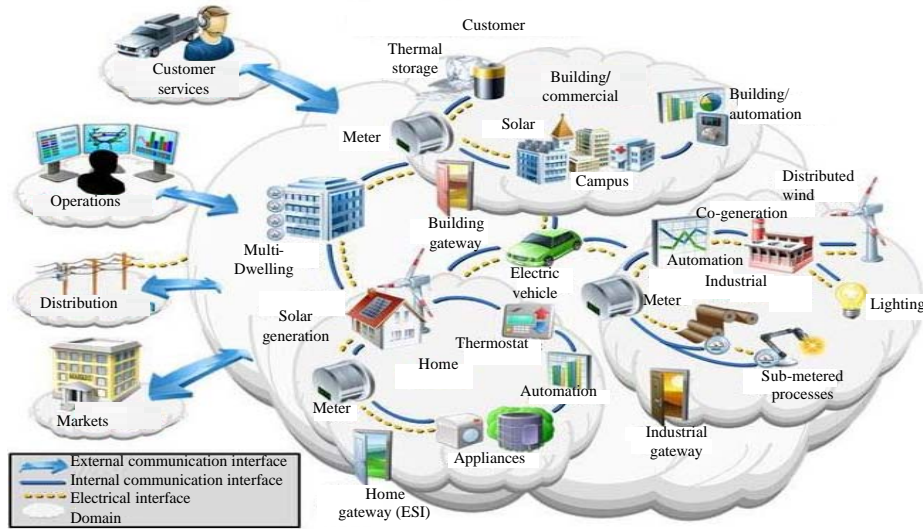 Customer
Customer
services
Thermal
storage
Building/
commercial
Building/
automation
Meter
Solar
Campus
Operations
Multi-
Dwelling
Building
gateway
Distributed
wind
Co-generation
Automation
Industrial
Electric
vehicle
Distribution
Solar
generation
Meter
Lighting
Thermostat
Home
Automation
Sub-metered
processes
Markets
Meter
Appliances
Industrial
gateway
Home
gateway (ESI)
External communication interface
Internal communication interface
Electrical interface
Domain